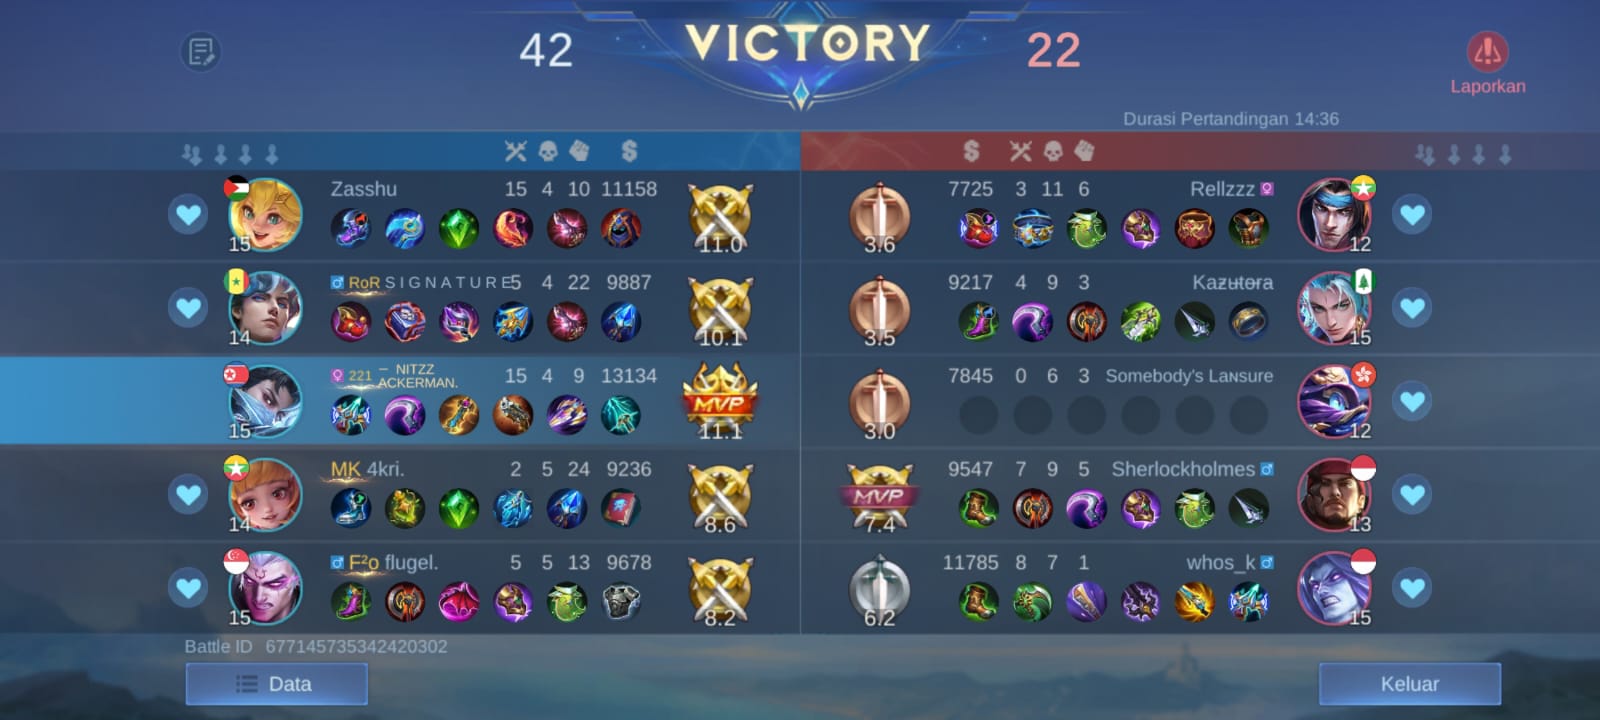 42 VICTORY 22
Laporkan
Durasi Pertandingan 14:36
Zasshu 15 4 10 11158
15 11.0
7725 3 11 6 Rellzzz
3.6 12
RoR S I G N A T U R E 5 4 22 9887
14 10.1
9217 4 9 3 Kazutora
3.5 15
221 – NITZZ ACKERMAN. 15 4 9 13134
MVP
15 11.1
7845 0 6 3 Somebody's Laɴsure
3.0 12
MK 4kri. 2 5 24 9236
14 8.6
9547 7 9 5 Sherlockholmes
MVP
7.4 13
F²o flugel. 5 5 13 9678
15 8.2
11785 8 7 1 whos_k
6.2 15
Battle ID 677145735342420302
Data
Keluar